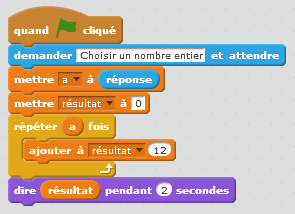 quand cliqué
demander Choisir un nombre entier et attendre
mettre a à réponse
mettre résultat à 0
répéter a fois
ajouter à résultat 12
dire résultat pendant 2 secondes